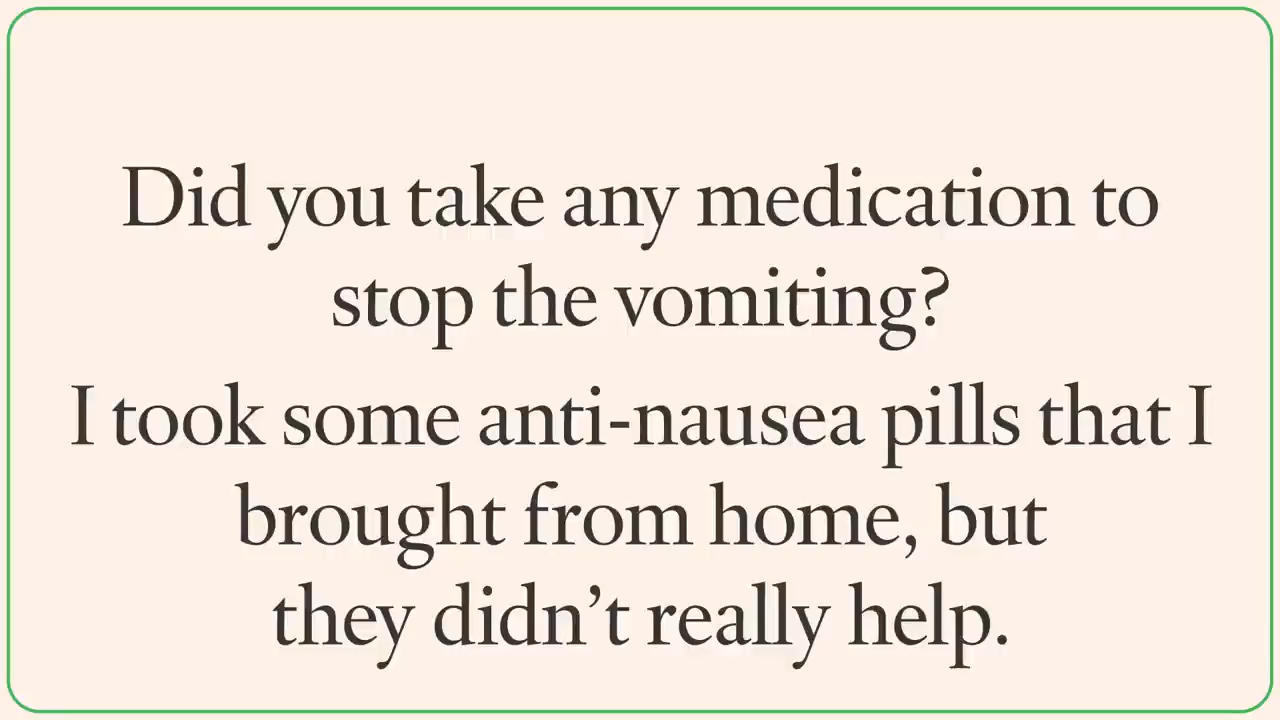 Did you take any medication to
stop the vomiting?
I took some anti-nausea pills that I
brought from home, but
they didn’t really help.